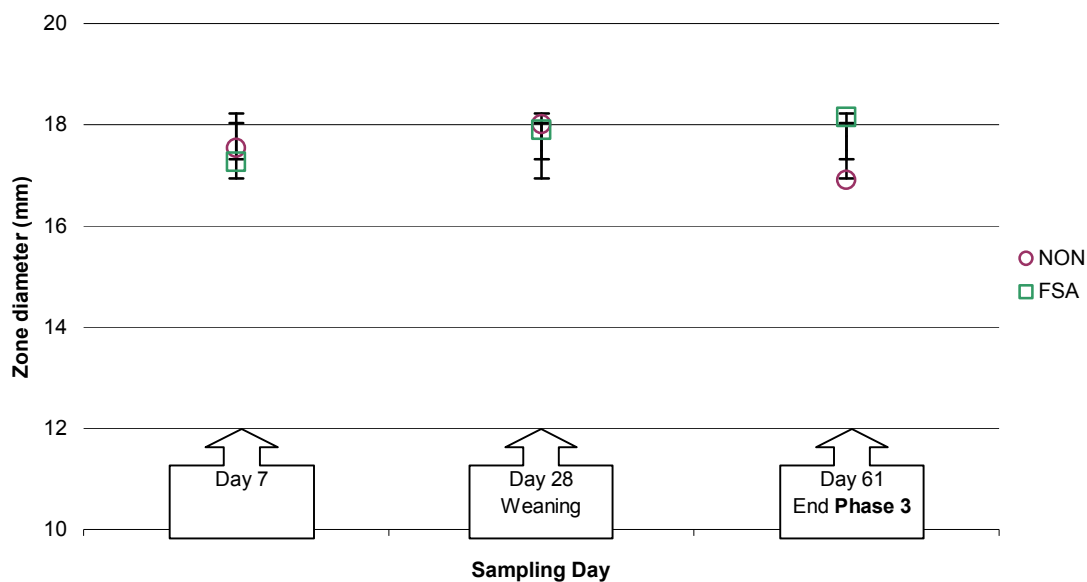 20
18
16
14
12
10
Zone diameter (mm)
NON
FSA
Day 7
Day 28
Weaning
Day 61
End Phase 3
Sampling Day